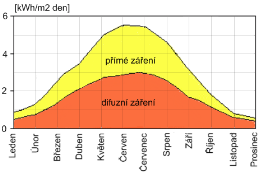 [kWh/m2 den]
6
4
2
0
přímé záření
difuzní záření
Leden
Únor
Březen
Duben
Květen
Červen
Červenec
Srpen
Září
Říjen
Listopad
Prosinec